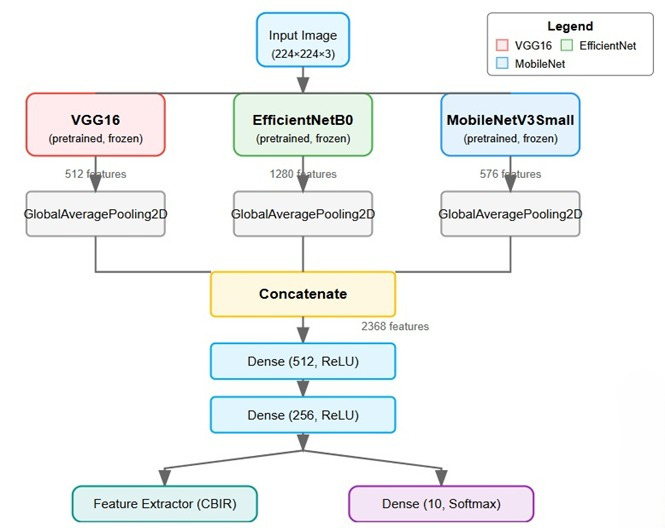 Input Image
(224×224×3)
Legend
VGG16
EfficientNet
MobileNet
VGG16
(pretrained, frozen)
EfficientNetB0
(pretrained, frozen)
MobileNetV3Small
(pretrained, frozen)
512 features
1280 features
576 features
GlobalAveragePooling2D
GlobalAveragePooling2D
GlobalAveragePooling2D
Concatenate
2368 features
Dense (512, ReLU)
Dense (256, ReLU)
Feature Extractor (CBIR)
Dense (10, Softmax)